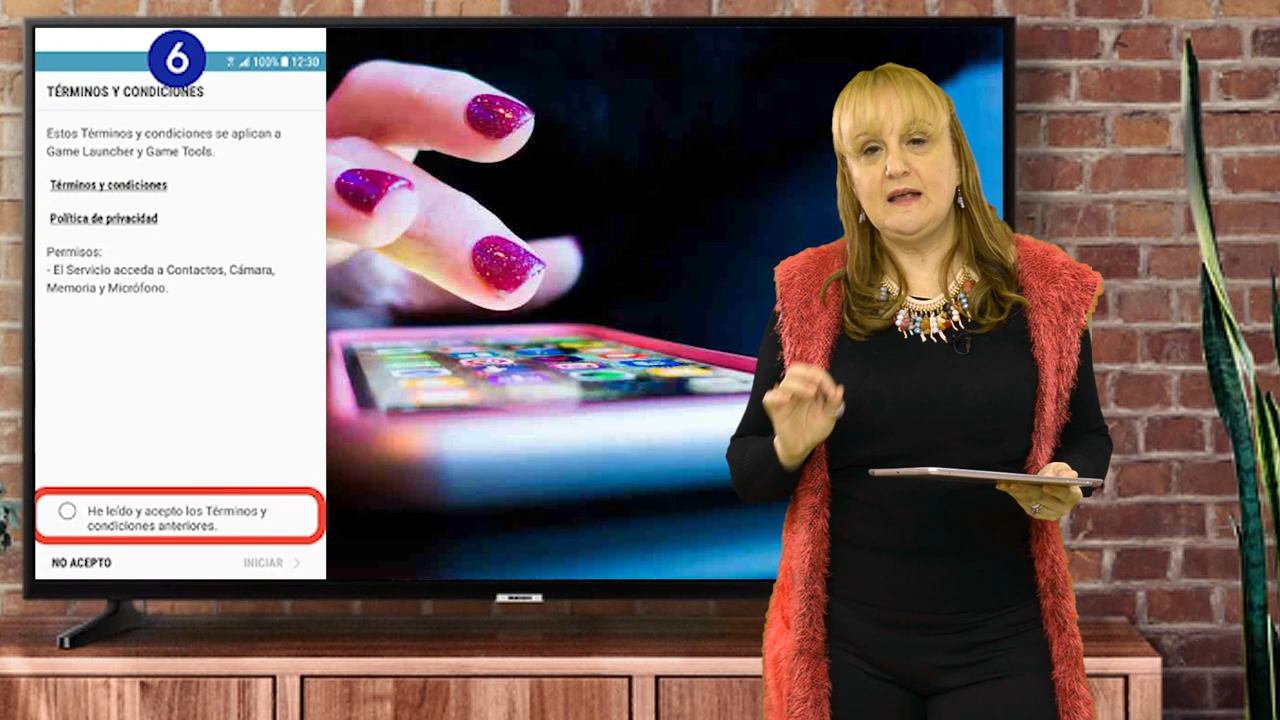 6
100% 12:30
TÉRMINOS Y CONDICIONES
Estos Términos y condiciones se aplican a
Game Launcher y Game Tools.
Términos y condiciones
Política de privacidad
Permisos:
- El Servicio acceda a Contactos, Cámara,
Memoria y Micrófono.
He leído y acepto los Términos y
condiciones anteriores.
NO ACEPTO
INICIAR >